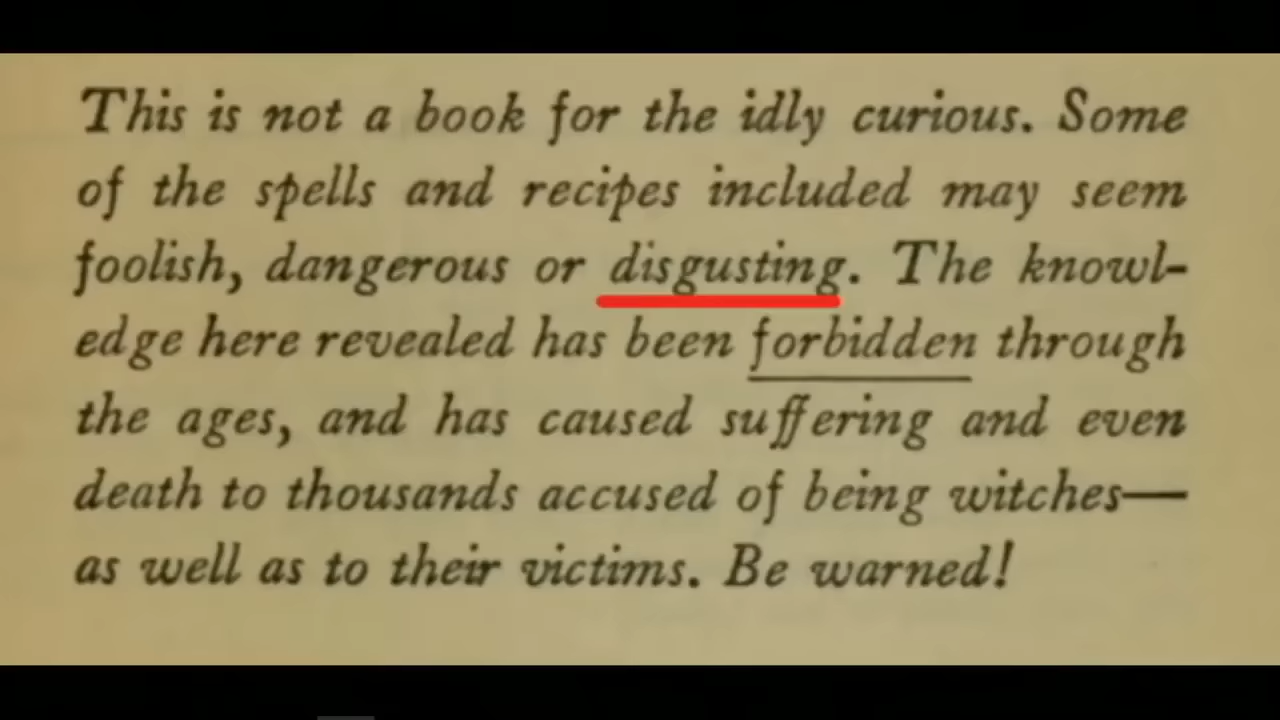 This is not a book for the idly curious. Some
of the spells and recipes included may seem
foolish, dangerous or disgusting. The knowl-
edge here revealed has been forbidden through
the ages, and has caused suffering and even
death to thousands accused of being witches—
as well as to their victims. Be warned!